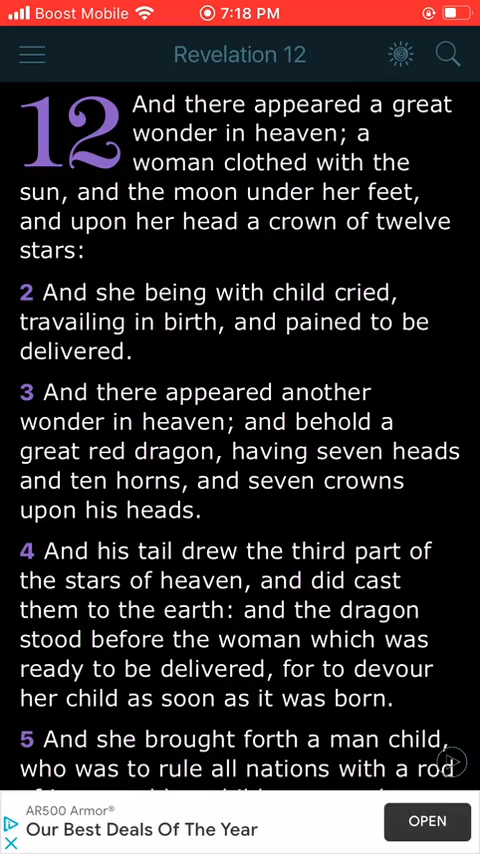 Boost Mobile 7:18 PM
Revelation 12
12 And there appeared a great
wonder in heaven; a
woman clothed with the
sun, and the moon under her feet,
and upon her head a crown of twelve
stars:
2 And she being with child cried,
travailing in birth, and pained to be
delivered.
3 And there appeared another
wonder in heaven; and behold a
great red dragon, having seven heads
and ten horns, and seven crowns
upon his heads.
4 And his tail drew the third part of
the stars of heaven, and did cast
them to the earth: and the dragon
stood before the woman which was
ready to be delivered, for to devour
her child as soon as it was born.
5 And she brought forth a man child,
who was to rule all nations with a rod
AR500 Armor®
Our Best Deals Of The Year
OPEN